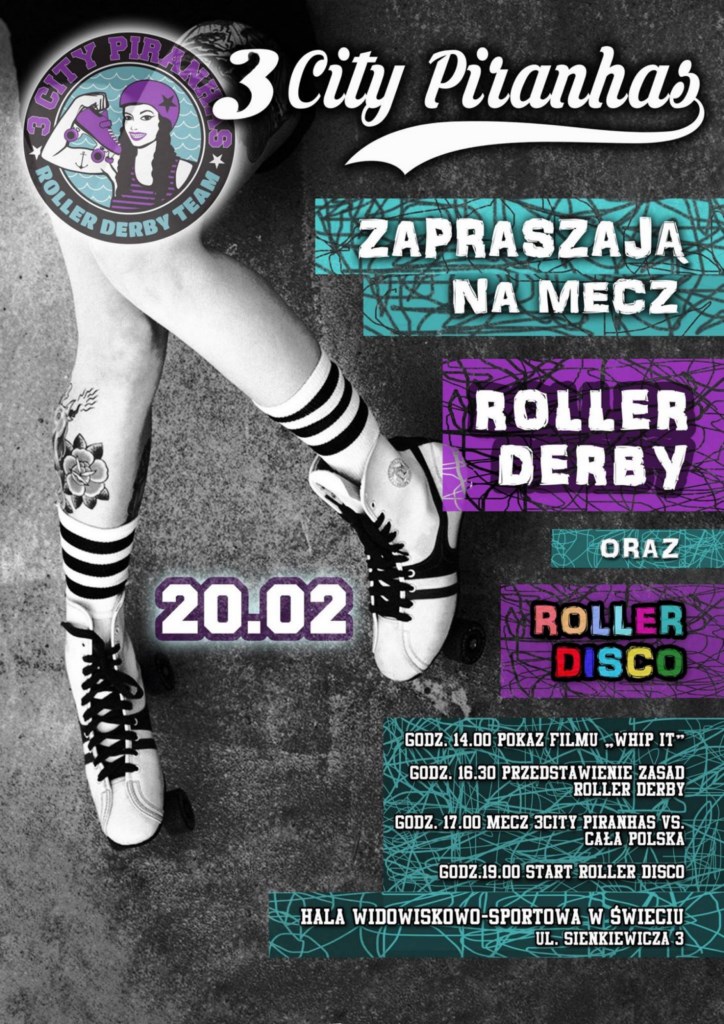 3 CITY PIRANHAS
ROLLER DERBY TEAM
3 City Piranhas
ZAPRASZAJĄ
NA MECZ
ROLLER
DERBY
ORAZ
ROLLER
DISCO
20.02
GODZ. 14.00 POKAZ FILMU „WHIP IT”
GODZ. 16.30 PRZEDSTAWIENIE ZASAD
ROLLER DERBY
GODZ. 17.00 MECZ 3CITY PIRANHAS VS.
CAŁA POLSKA
GODZ.19.00 START ROLLER DISCO
HALA WIDOWISKOWO-SPORTOWA W ŚWIECIU
UL. SIENKIEWICZA 3